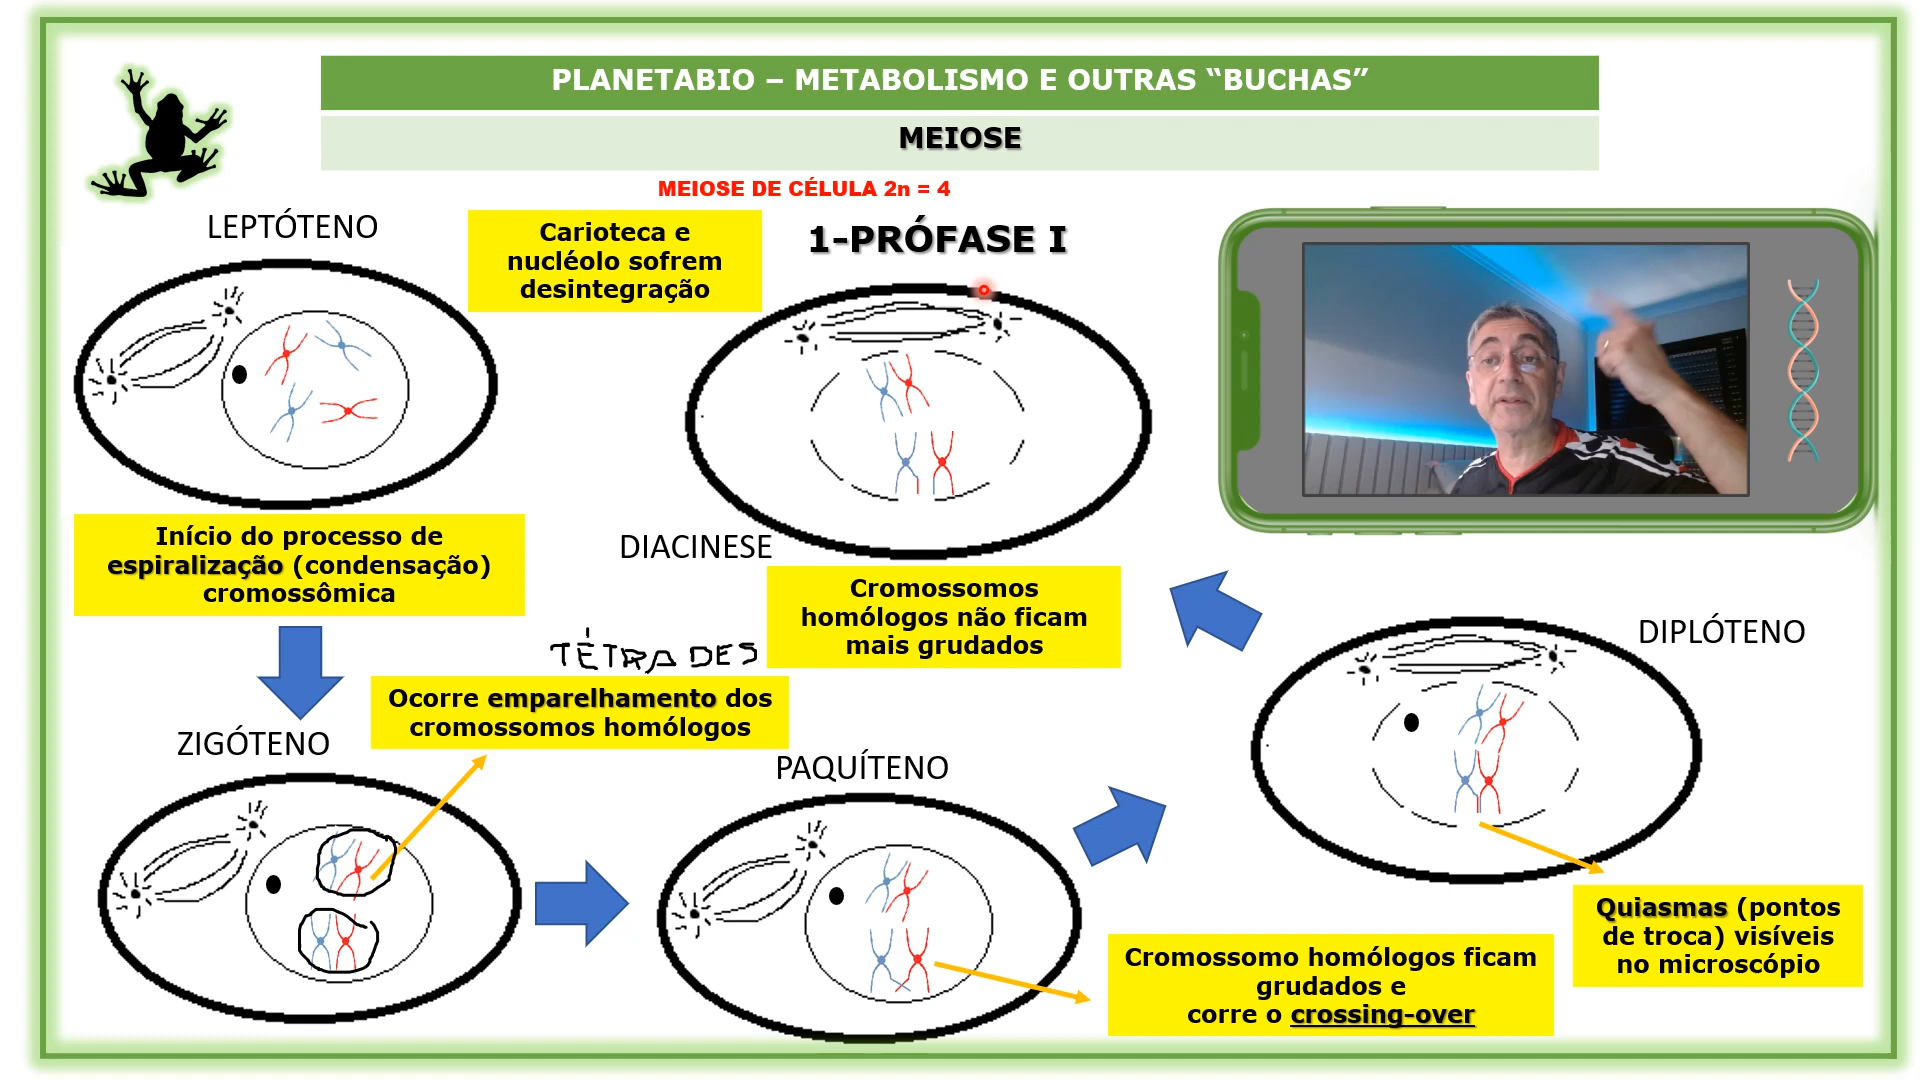 PLANETABIO – METABOLISMO E OUTRAS “BUCHAS”
MEIOSE
MEIOSE DE CÉLULA 2n = 4
1-PRÓFASE I
LEPTÓTENO
Carioteca e
nucléolo sofrem
desintegração
Início do processo de
espiralização (condensação)
cromossômica
DIACINESE
Cromossomos
homólogos não ficam
mais grudados
TÉTRADES
Ocorre emparelhamento dos
cromossomos homólogos
ZIGÓTENO
PAQUÍTENO
Cromossomo homólogos ficam
grudados e
corre o crossing-over
DIPLÓTENO
Quiasmas (pontos
de troca) visíveis
no microscópio